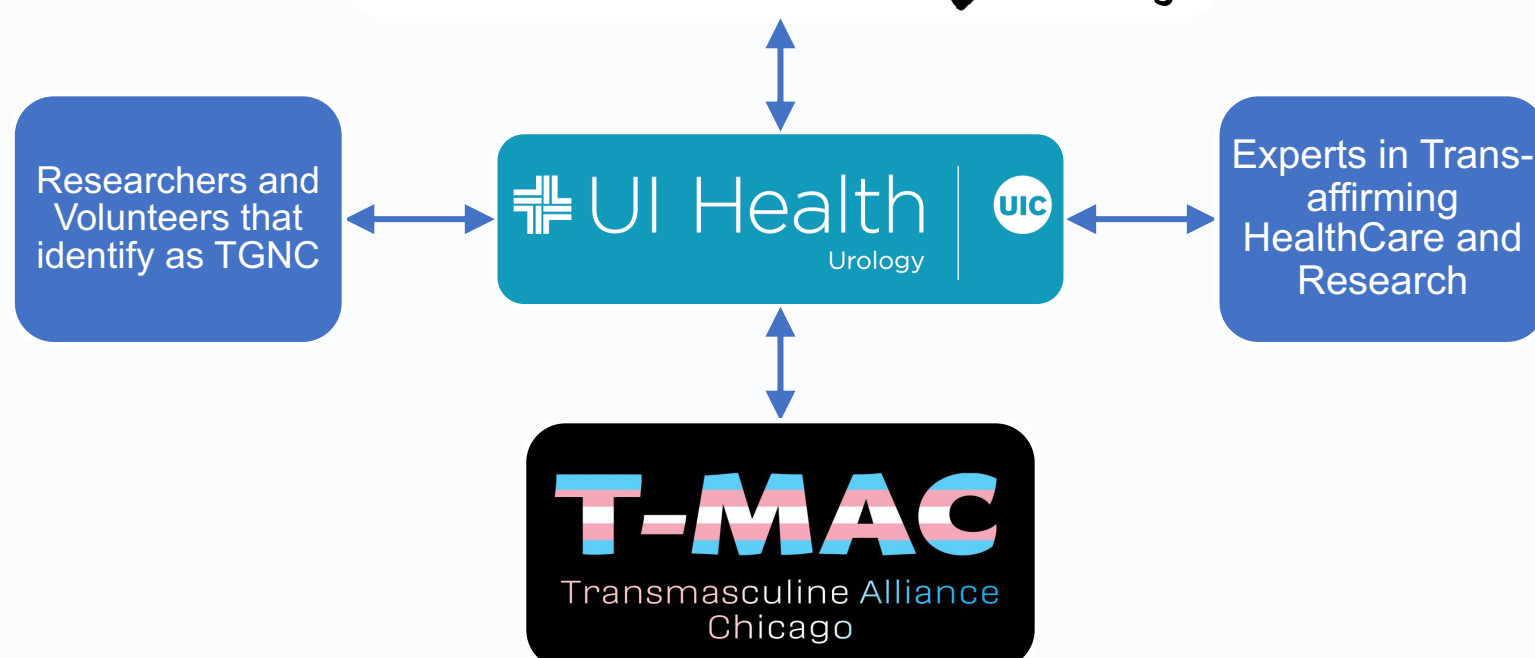 Researchers and
Volunteers that
identify as TGNC
UI Health
Urology
UIC
Experts in Trans-
affirming
HealthCare and
Research
T-MAC
Transmasculine Alliance
Chicago